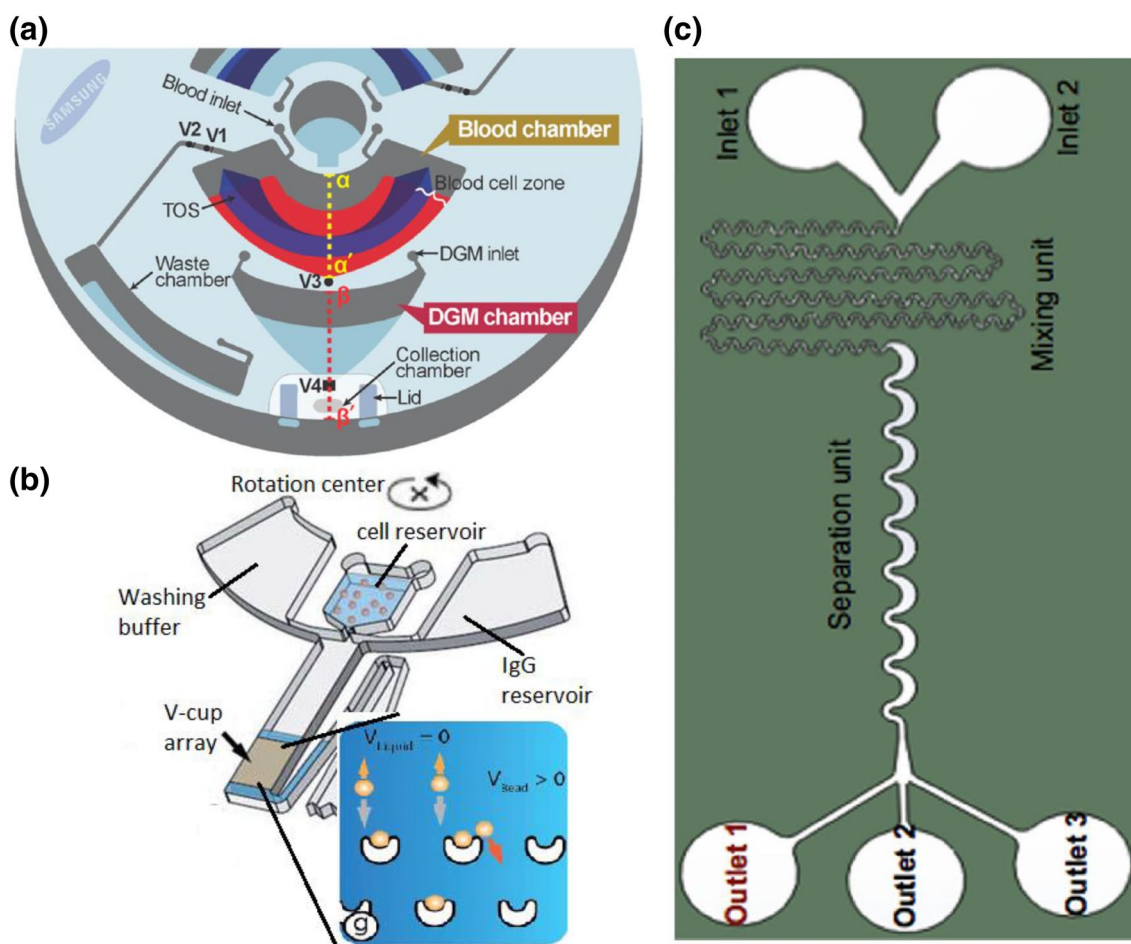 (a)
SAMSUNG
Blood inlet
V2 V1
Blood chamber
α
Blood cell zone
TOS
α′
DGM inlet
Waste chamber
V3
β
DGM chamber
Collection chamber
V4
Lid
β′
(b)
Rotation center
cell reservoir
Washing
buffer
IgG
reservoir
V-cup
array
V Liquid = 0
V Bead > 0
g
(c)
Inlet 1
Inlet 2
Mixing unit
Separation unit
Outlet 1
Outlet 2
Outlet 3